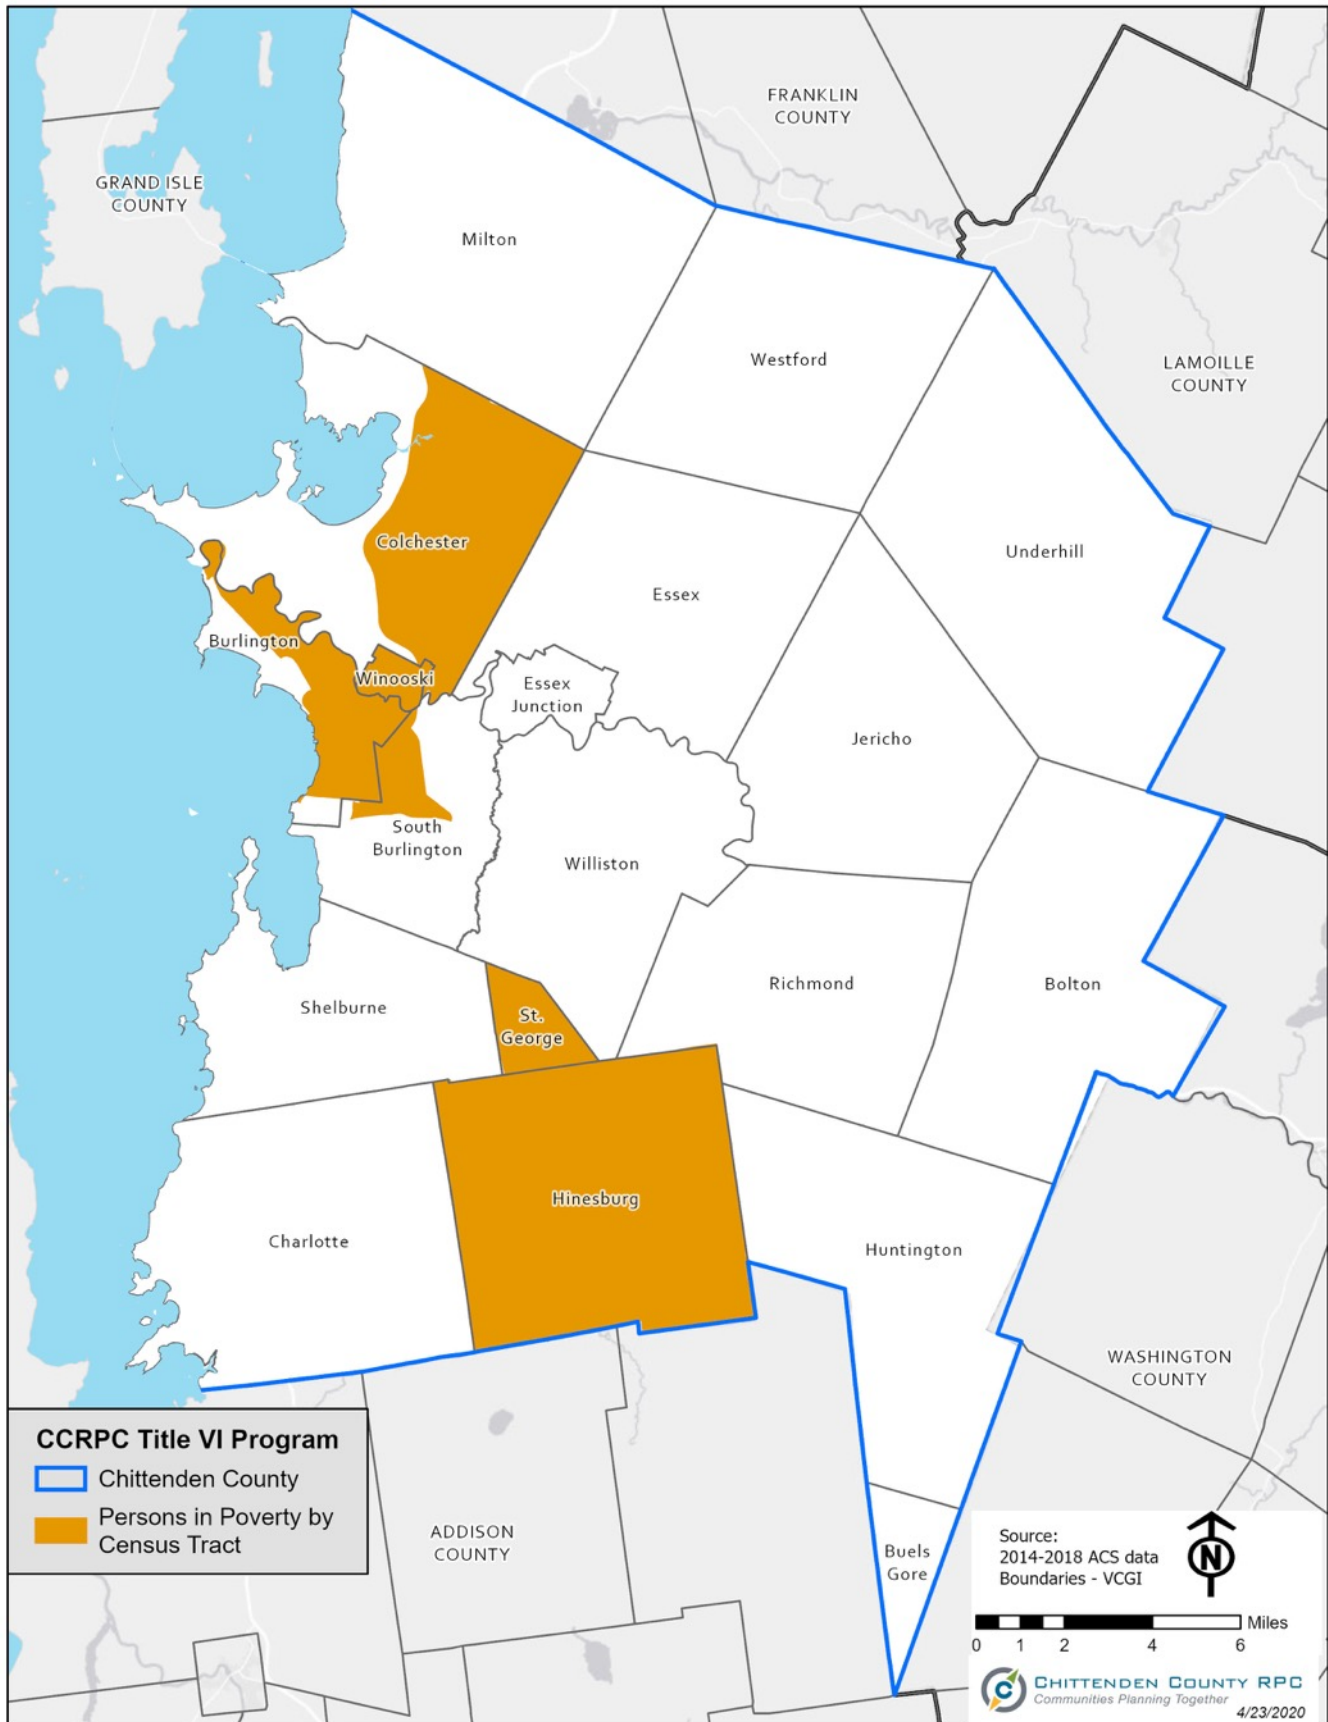 FRANKLIN
COUNTY
GRAND ISLE
COUNTY
Milton
Westford
LAMOILLE
COUNTY
Colchester
Underhill
Essex
Burlington
Winooski
Essex
Junction
Jericho
South
Burlington
Williston
Richmond
Bolton
Shelburne
St.
George
Hinesburg
Charlotte
Huntington
WASHINGTON
COUNTY
CCRPC Title VI Program
Chittenden County
Persons in Poverty by
Census Tract
ADDISON
COUNTY
Buels
Gore
Source:
2014-2018 ACS data
Boundaries - VCGI
N
Miles
0 1 2 4 6
C
CHITTENDEN COUNTY RPC
Communities Planning Together
4/23/2020